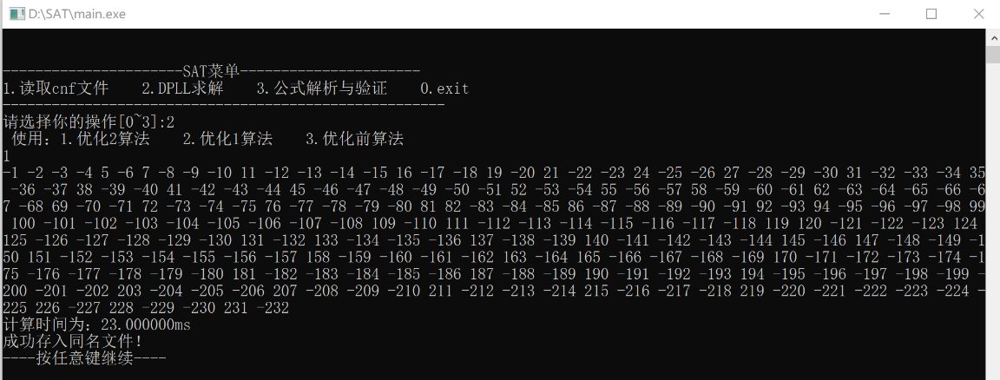 D:\SAT\main.exe
----------------------SAT菜单----------------------
1.读取cnf文件    2.DPLL求解    3.公式解析与验证    0.exit
------------------------------------------------------
请选择你的操作[0~3]:2
 使用: 1.优化2算法    2.优化1算法    3.优化前算法
1
-1 -2 -3 -4 5 -6 7 -8 -9 -10 11 -12 -13 -14 -15 16 -17 -18 19 -20 21 -22 -23 24 -25 -26 27 -28 -29 -30 31 -32 -33 -34 35
 -36 -37 38 -39 -40 41 -42 -43 -44 45 -46 -47 -48 -49 -50 -51 52 -53 -54 55 -56 -57 58 -59 -60 -61 62 -63 -64 -65 -66 -6
7 -68 69 -70 -71 72 -73 -74 -75 76 -77 -78 -79 -80 81 82 -83 -84 -85 86 -87 -88 -89 -90 -91 92 -93 94 -95 -96 -97 -98 99
 100 -101 -102 -103 -104 -105 -106 -107 -108 109 -110 111 -112 -113 -114 -115 -116 -117 -118 119 120 -121 -122 -123 124
125 -126 -127 -128 -129 -130 131 -132 133 -134 -135 -136 137 -138 -139 140 -141 -142 -143 -144 145 -146 -147 -148 -149 -1
50 151 -152 -153 -154 -155 -156 -157 158 -159 -160 -161 -162 163 -164 165 -166 -167 -168 -169 170 -171 -172 -173 -174 -1
75 -176 -177 -178 -179 -180 181 -182 -183 -184 -185 -186 187 -188 -189 190 -191 -192 -193 194 -195 -196 -197 -198 -199 -
200 -201 -202 203 -204 -205 -206 207 -208 -209 -210 211 -212 -213 -214 215 -216 -217 -218 219 -220 -221 -222 -223 -224 -
225 226 -227 228 -229 -230 231 -232
计算时间为: 23.000000ms
成功存入同名文件!
----按任意键继续----